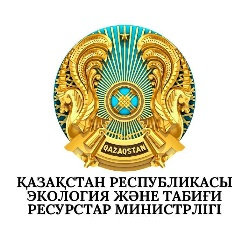 QAZAQSTAN
ҚАЗАҚСТАН РЕСПУБЛИКАСЫ
ЭКОЛОГИЯ ЖӘНЕ ТАБИҒИ
РЕСУРСТАР МИНИСТРЛІГІ